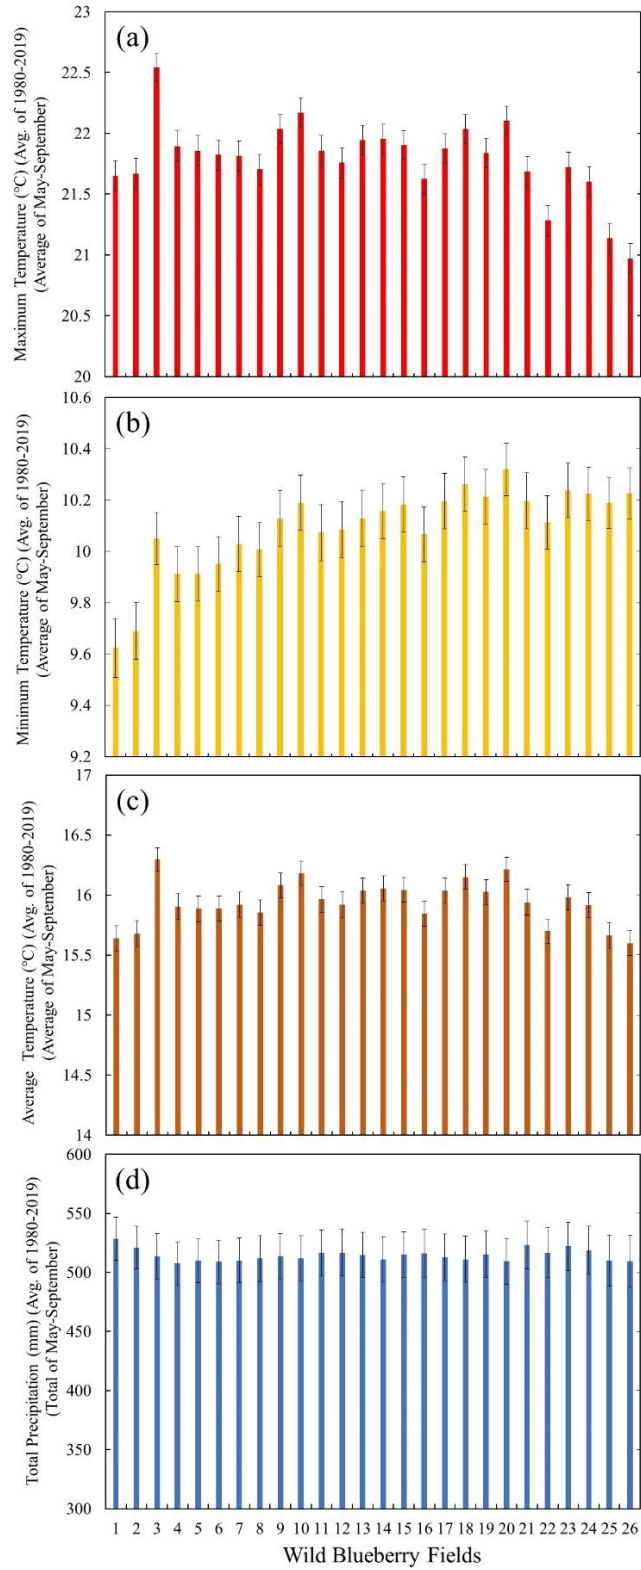 (a)
Maximum Temperature (°C) (Avg. of 1980-2019)
(Average of May-September)
23
22.5
22
21.5
21
20.5
20
(b)
Minimum Temperature (°C) (Avg. of 1980-2019)
(Average of May-September)
10.6
10.4
10.2
10
9.8
9.6
9.4
9.2
(c)
Average Temperature (°C) (Avg. of 1980-2019)
(Average of May-September)
17
16.5
16
15.5
15
14.5
14
(d)
Total Precipitation (mm) (Avg. of 1980-2019)
(Total of May-September)
600
550
500
450
400
350
300
1 2 3 4 5 6 7 8 9 10 11 12 13 14 15 16 17 18 19 20 21 22 23 24 25 26
Wild Blueberry Fields